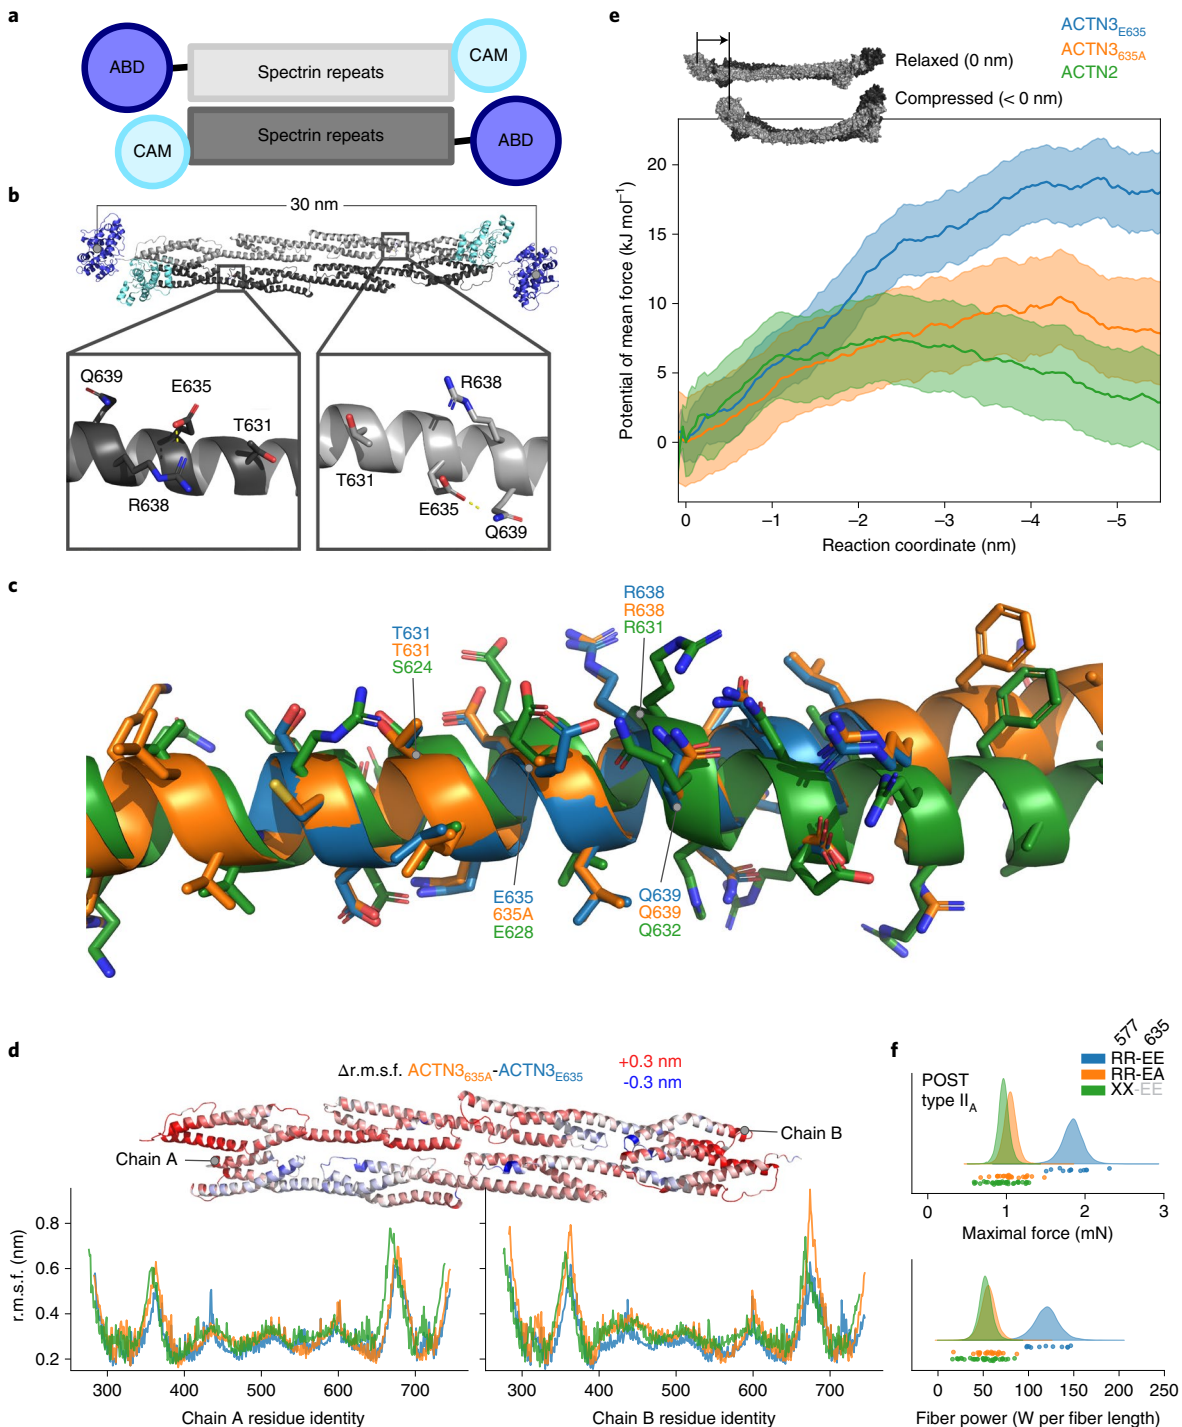 a
ABD
Spectrin repeats
CAM
CAM
Spectrin repeats
ABD
b
30 nm
Q639
E635
T631
R638
R638
T631
E635
Q639
e
ACTN3E635
ACTN3635A
ACTN2
Relaxed (0 nm)
Compressed (< 0 nm)
Potential of mean force (kJ mol−1)
20
15
10
5
0
0
−1
−2
−3
−4
−5
Reaction coordinate (nm)
c
T631
T631
S624
R638
R638
R631
E635
635A
E628
Q639
Q639
Q632
d
Δr.m.s.f. ACTN3635A-ACTN3E635
+0.3 nm
-0.3 nm
Chain A
Chain B
r.m.s.f. (nm)
0.8
0.6
0.4
0.2
300
400
500
600
700
Chain A residue identity
300
400
500
600
700
Chain B residue identity
f
577
635
RR-EE
RR-EA
XX-EE
POST
type IIA
0
1
2
3
Maximal force (mN)
0
50
100
150
200
250
Fiber power (W per fiber length)